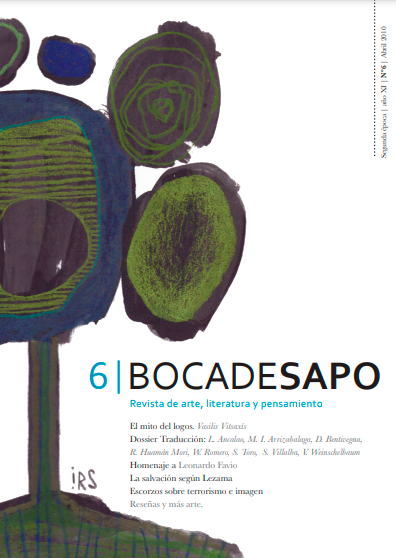 Segunda época | año XI | Nº6 | Abril 2010
6|BOCADESAPO
Revista de arte, literatura y pensamiento
El mito del logos. Vasilis Vitsaxis
Dossier Traducción: L. Ancalao, M. I. Arrizabalaga, D. Bentivegna,
R. Huamán Mori, W. Romero, S. Toro, S. Villalba, V. Weinschelbaum
Homenaje a Leonardo Favio
La salvación según Lezama
Escorzos sobre terrorismo e imagen
Reseñas y más arte.
iRS